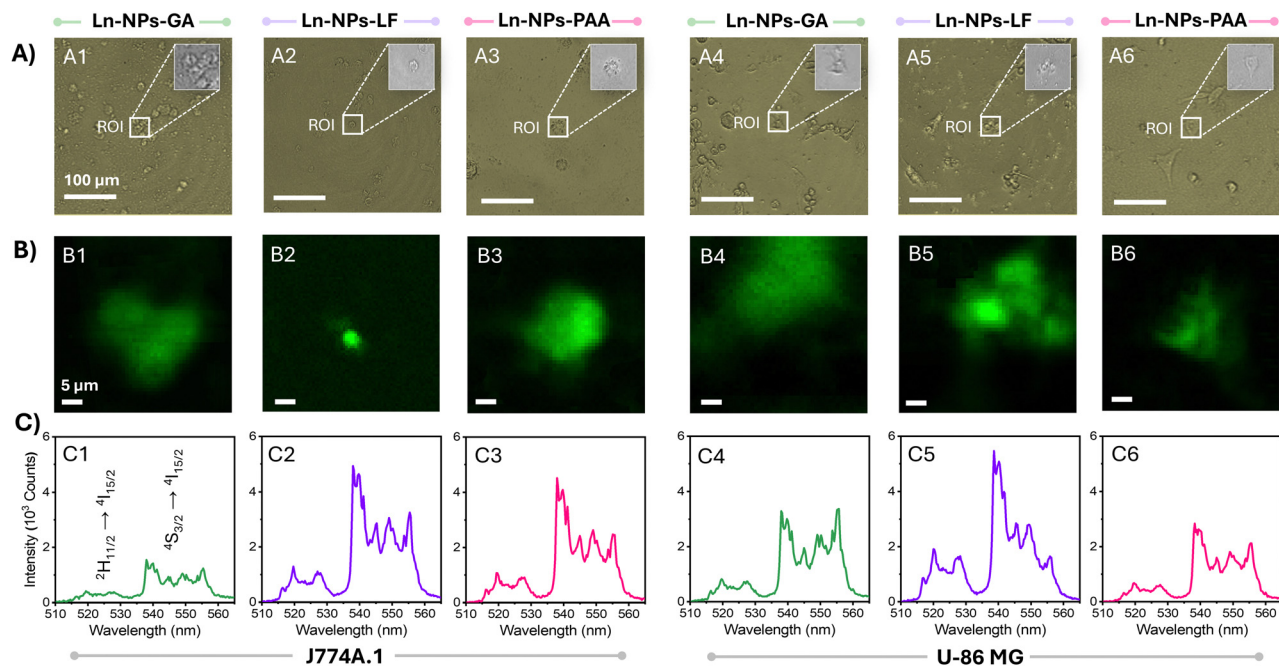 Ln-NPs-GA Ln-NPs-LF Ln-NPs-PAA Ln-NPs-GA Ln-NPs-LF Ln-NPs-PAA
A)
A1 A2 A3 A4 A5 A6
ROI ROI ROI ROI ROI ROI
100 µm
B)
B1 B2 B3 B4 B5 B6
5 µm
C)
C1 C2 C3 C4 C5 C6
Intensity (10³ Counts)
6 6 6 6 6 6
4 4 4 4 4 4
2 2 2 2 2 2
0 0 0 0 0 0
²H₁₁/₂ → ⁴I₁₅/₂
⁴S₃/₂ → ⁴I₁₅/₂
510 520 530 540 550 560 510 520 530 540 550 560 510 520 530 540 550 560 510 520 530 540 550 560 510 520 530 540 550 560 510 520 530 540 550 560
Wavelength (nm) Wavelength (nm) Wavelength (nm) Wavelength (nm) Wavelength (nm) Wavelength (nm)
J774A.1 U-86 MG